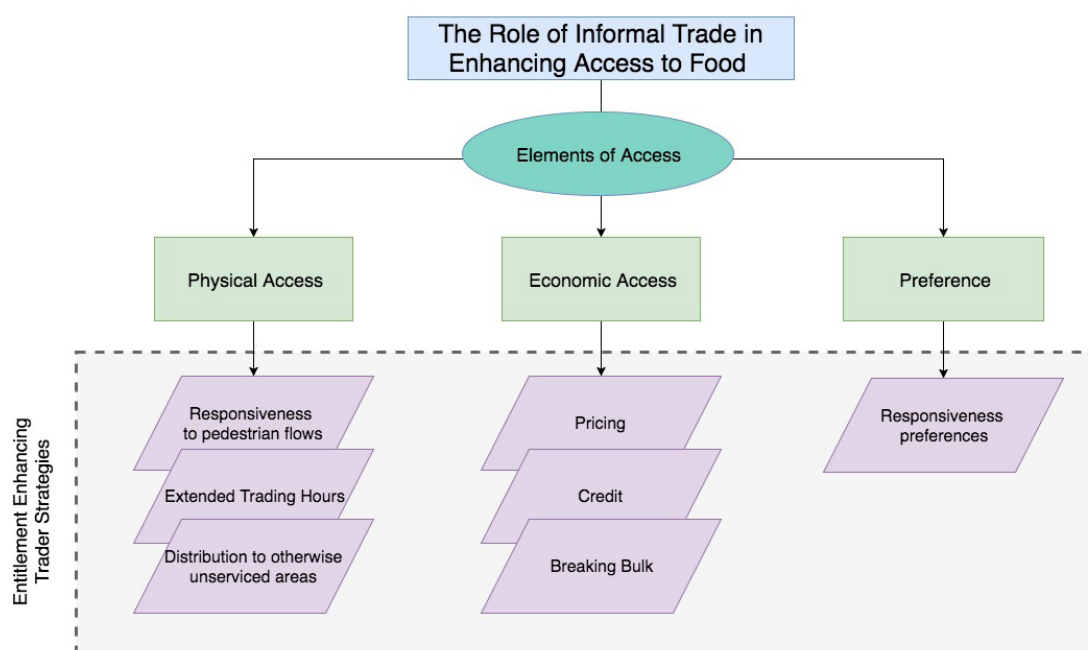 The Role of Informal Trade in
Enhancing Access to Food
Elements of Access
Physical Access
Economic Access
Preference
Entitlement Enhancing
Trader Strategies
Responsiveness
to pedestrian flows
Extended Trading Hours
Distribution to otherwise
unserviced areas
Pricing
Credit
Breaking Bulk
Responsiveness
preferences